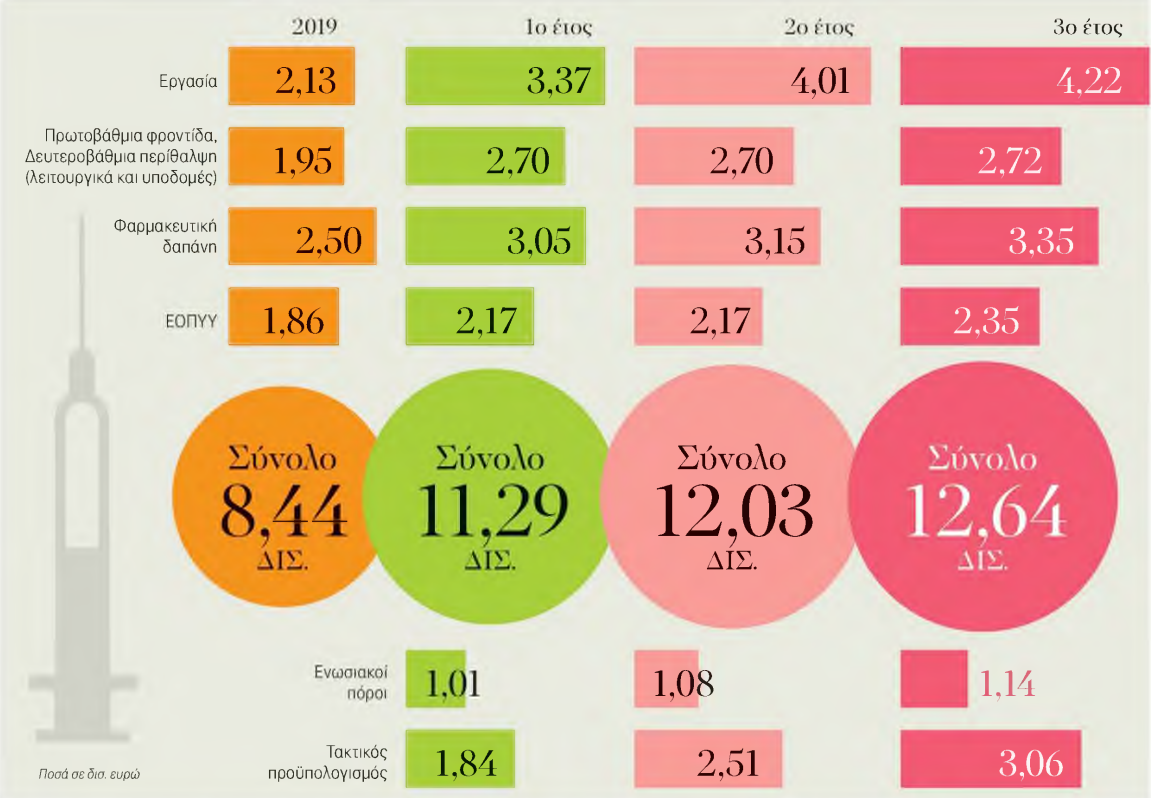 2019 1ο έτος 2ο έτος 3ο έτος
Εργασία 2,13 3,37 4,01 4,22
Πρωτοβάθμια φροντίδα,
Δευτεροβάθμια περίθαλψη
(λειτουργικά και υποδομές)
1,95 2,70 2,70 2,72
Φαρμακευτική
δαπάνη
2,50 3,05 3,15 3,35
ΕΟΠΥΥ 1,86 2,17 2,17 2,35
Σύνολο Σύνολο Σύνολο Σύνολο
8,44 11,29 12,03 12,64
ΔΙΣ. ΔΙΣ. ΔΙΣ. ΔΙΣ.
Ενωσιακοί
πόροι
1,01 1,08 1,14
Τακτικός
προϋπολογισμός
1,84 2,51 3,06
Ποσά σε δισ. ευρώ